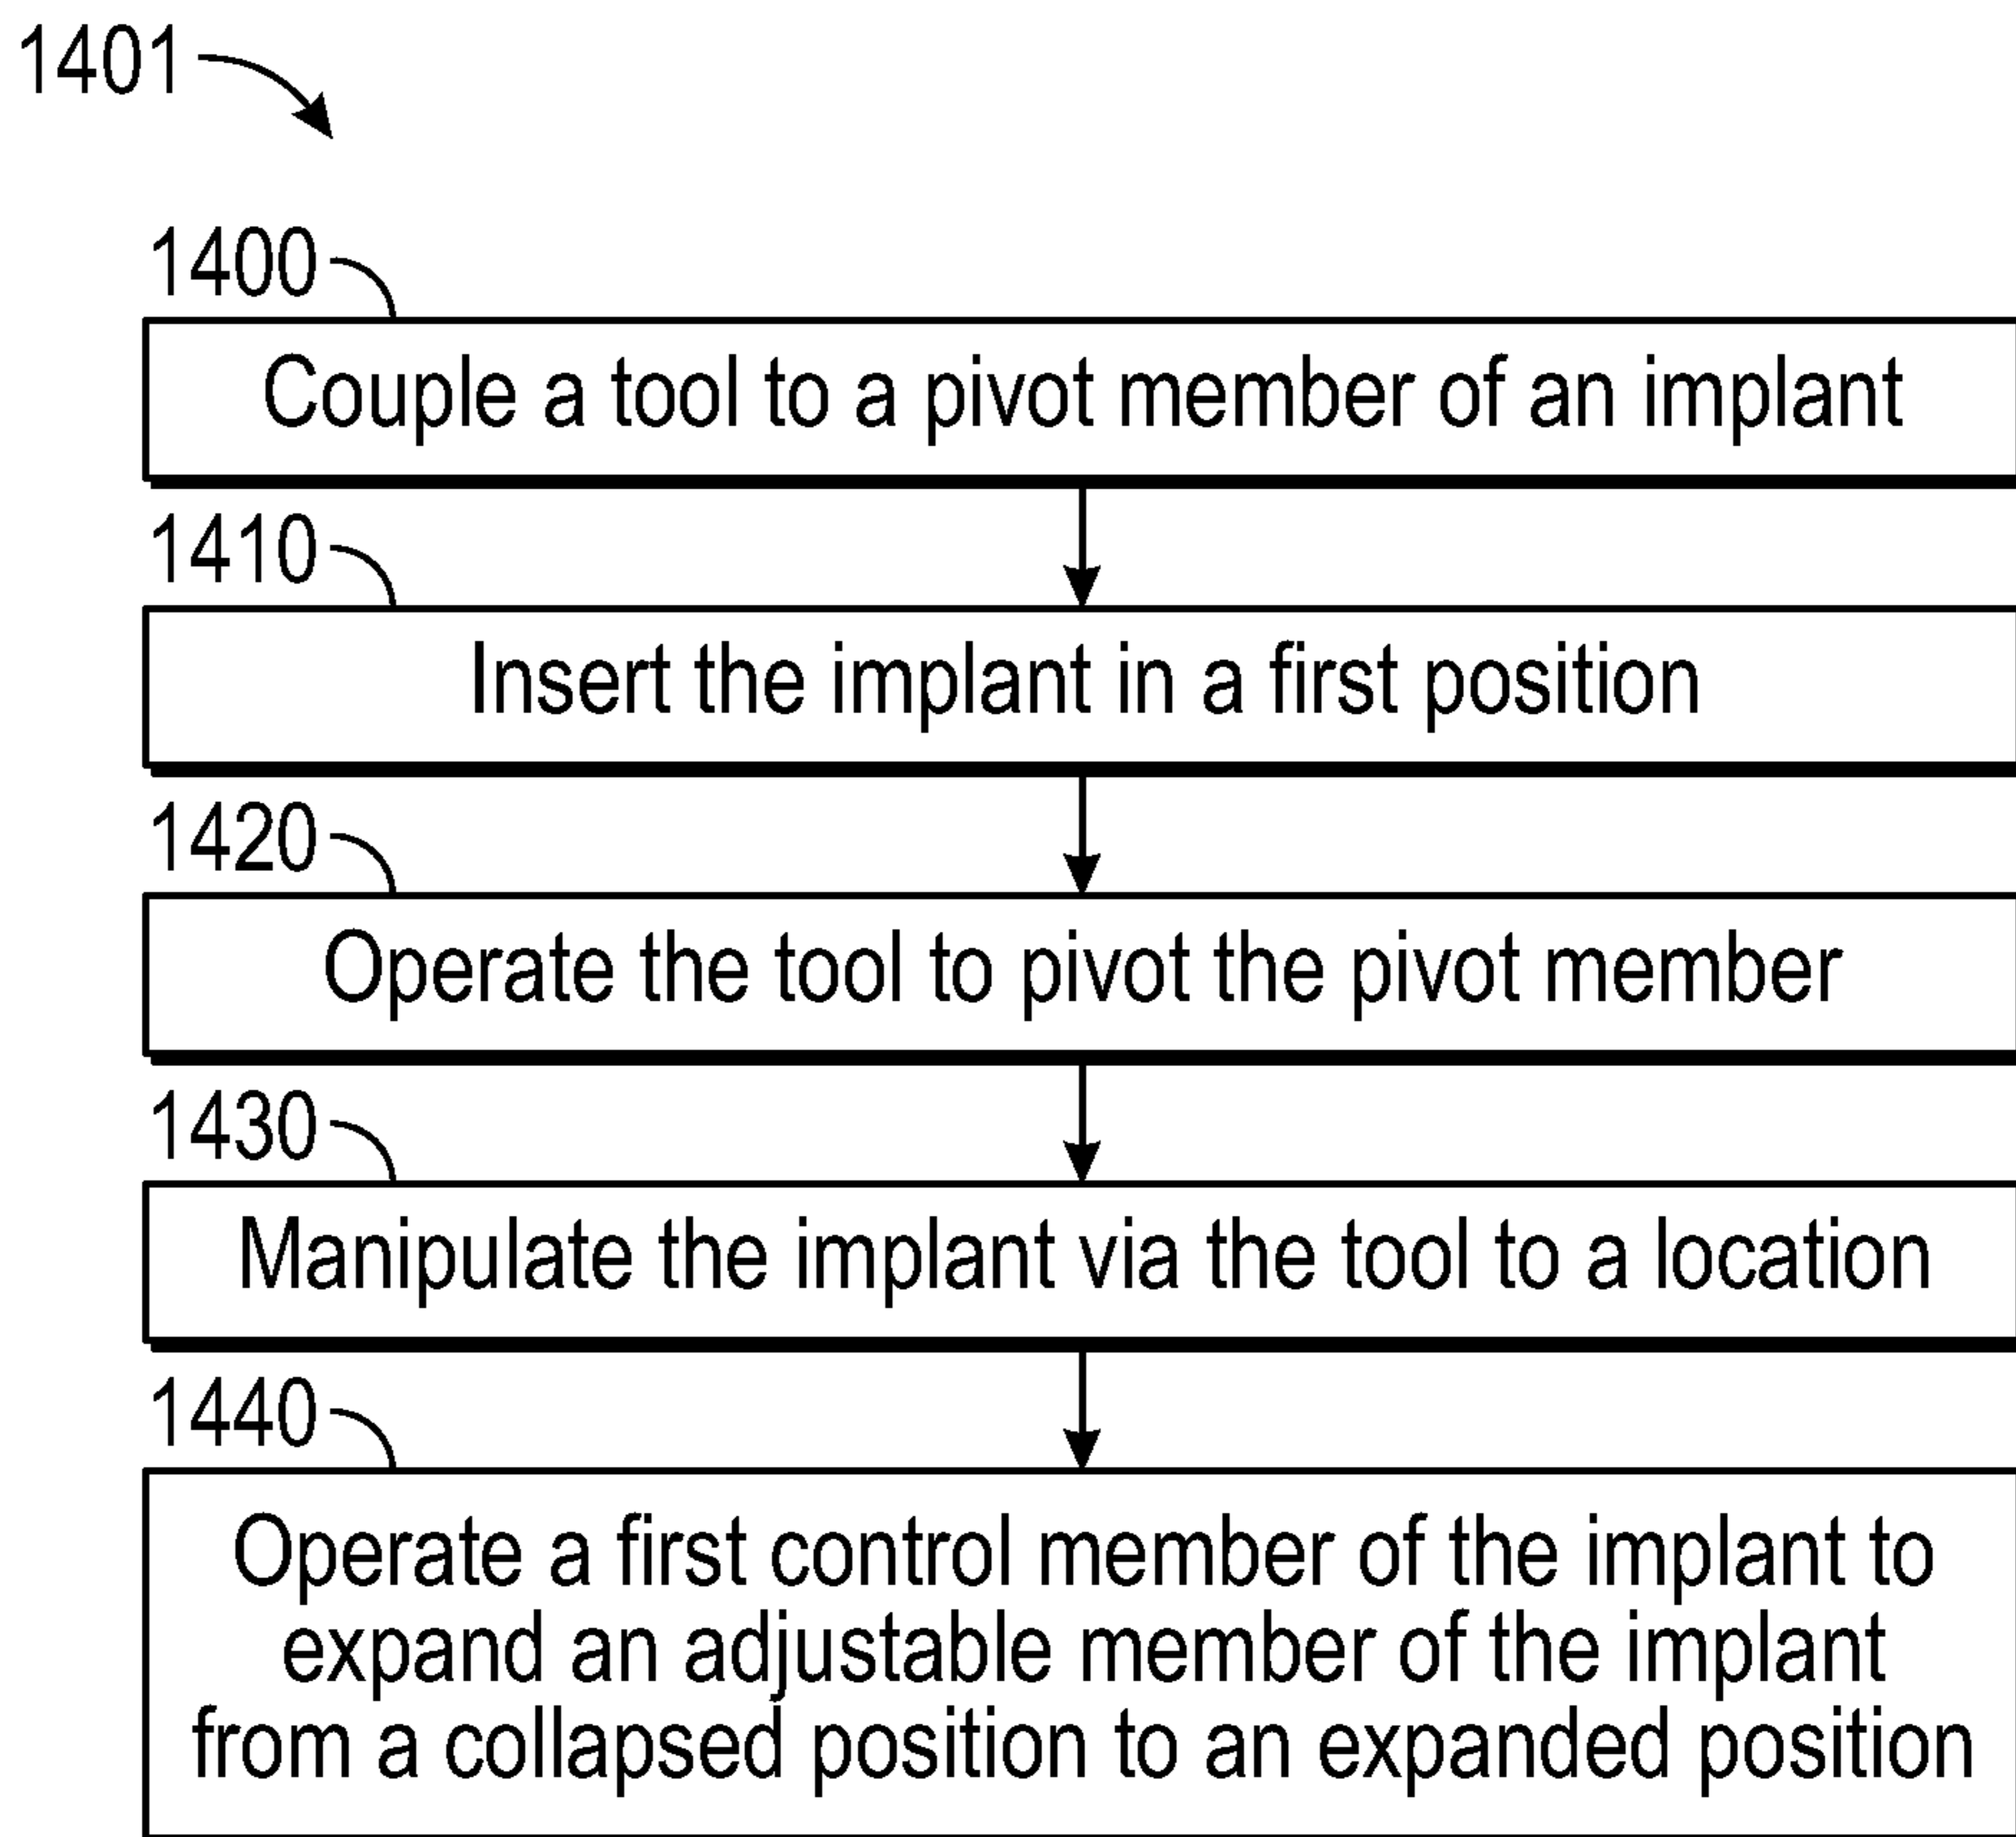 1401
1400
Couple a tool to a pivot member of an implant
1410
Insert the implant in a first position
1420
Operate the tool to pivot the pivot member
1430
Manipulate the implant via the tool to a location
1440
Operate a first control member of the implant to
expand an adjustable member of the implant
from a collapsed position to an expanded position